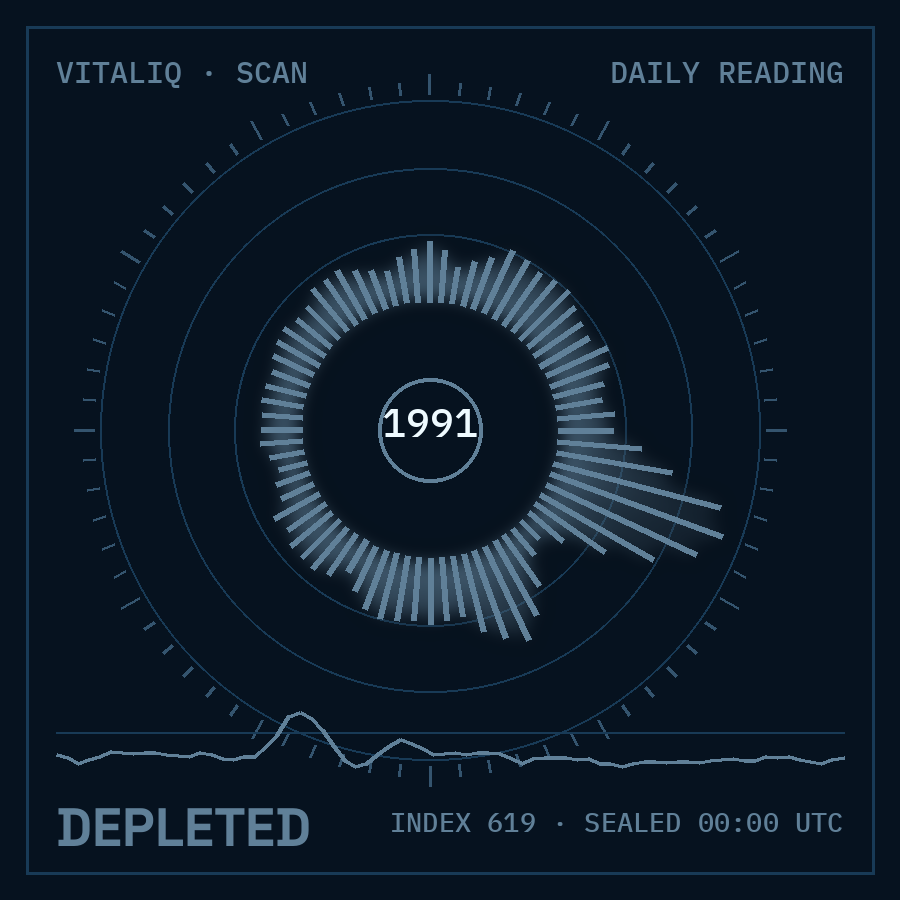 VITALIQ · SCAN
DAILY READING
1991
DEPLETED
INDEX 619 · SEALED 00:00 UTC